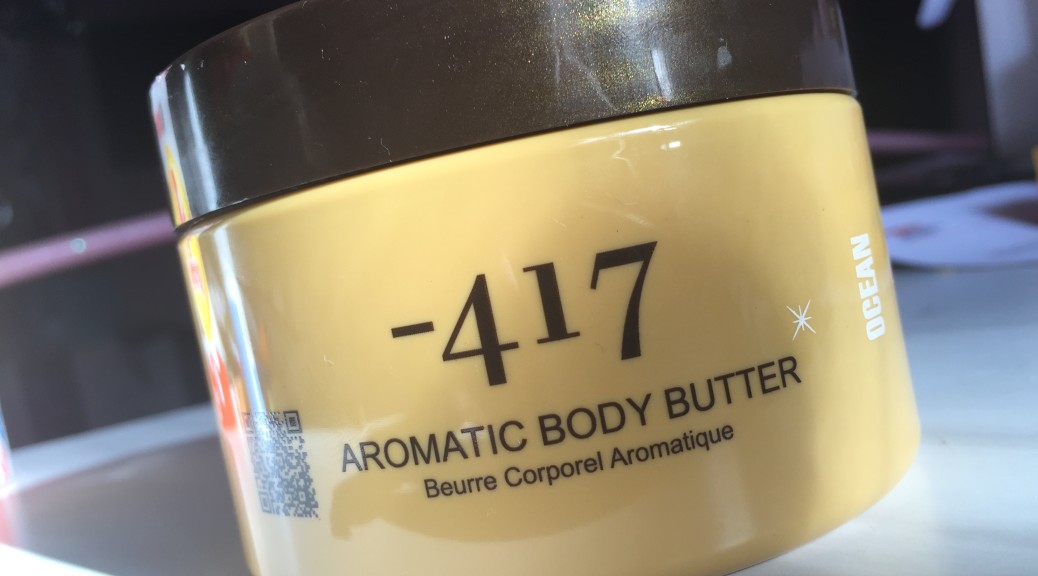 -417
AROMATIC BODY BUTTER
Beurre Corporel Aromatique
OCEAN